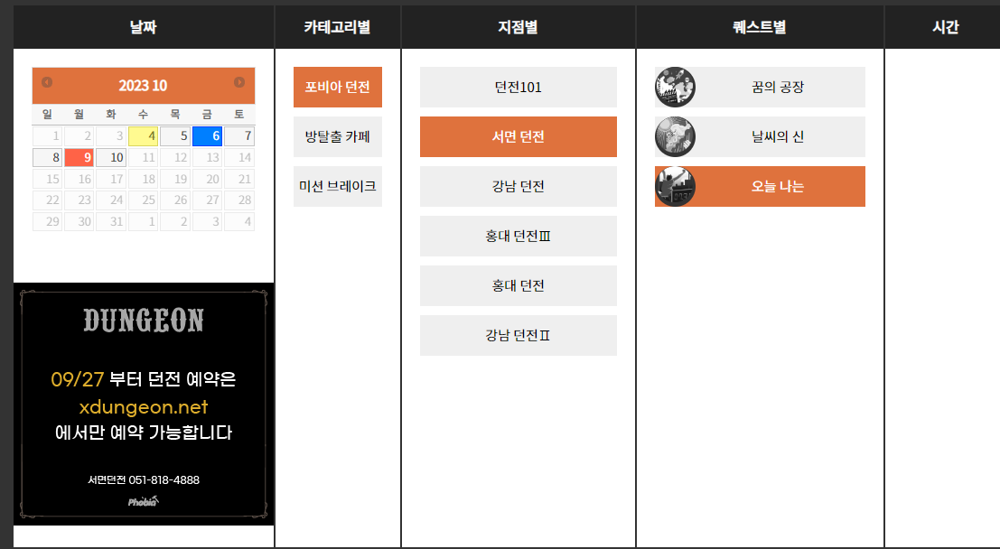 날짜
카테고리별
지점별
퀘스트별
시간
2023 10
일 월 화 수 목 금 토
1 2 3 4 5 6 7
8 9 10 11 12 13 14
15 16 17 18 19 20 21
22 23 24 25 26 27 28
29 30 31 1 2 3 4
DUNGEON
09/27 부터 던전 예약은
xdungeon.net
에서만 예약 가능합니다
서면던전 051-818-4888
Phobia
포비아 던전
방탈출 카페
미션 브레이크
던전101
서면 던전
강남 던전
홍대 던전Ⅲ
홍대 던전
강남 던전Ⅱ
꿈의 공장
날씨의 신
오늘 나는